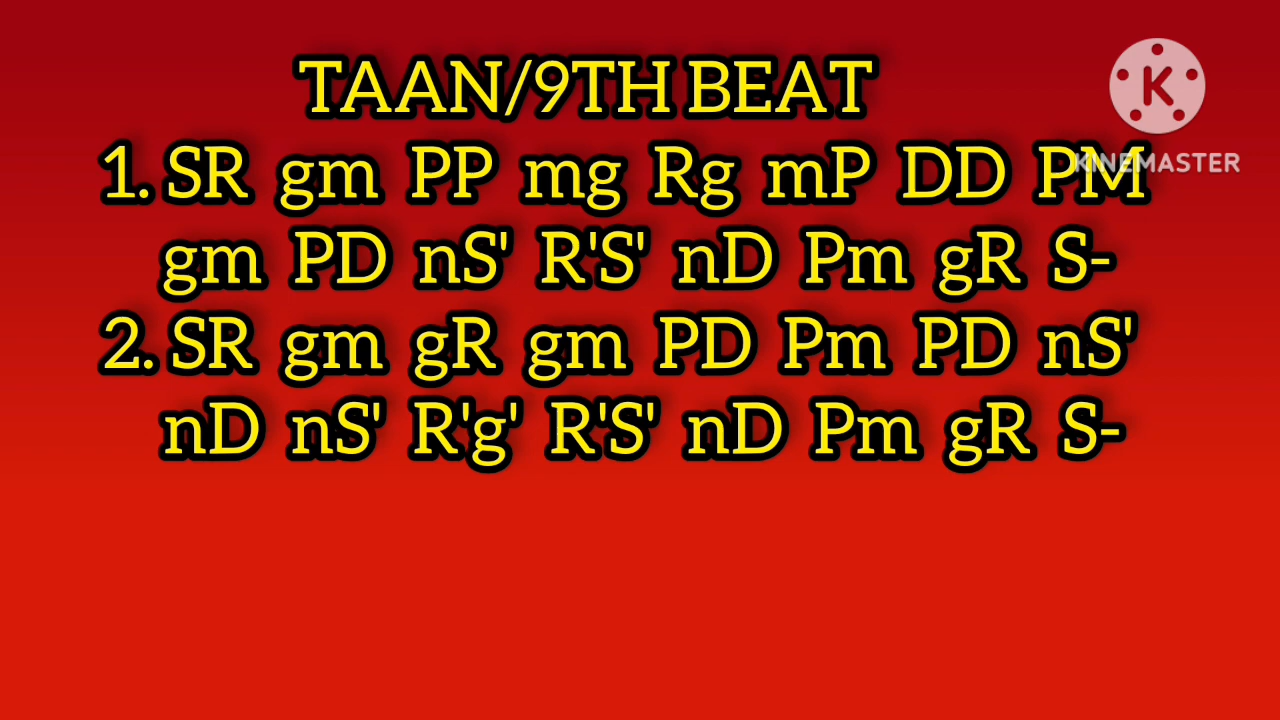 TAAN/9TH BEAT
1. SR gm PP mg Rg mP DD PM
KINEMASTER
gm PD nS' R'S' nD Pm gR S-
2. SR gm gR gm PD Pm PD nS'
nD nS' R'g' R'S' nD Pm gR S-